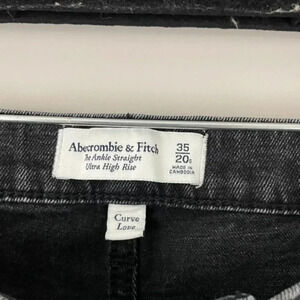 Abercrombie & Fitch
The Ankle Straight
Ultra High Rise
35
20S
MADE IN
CAMBODIA
Curve
Love